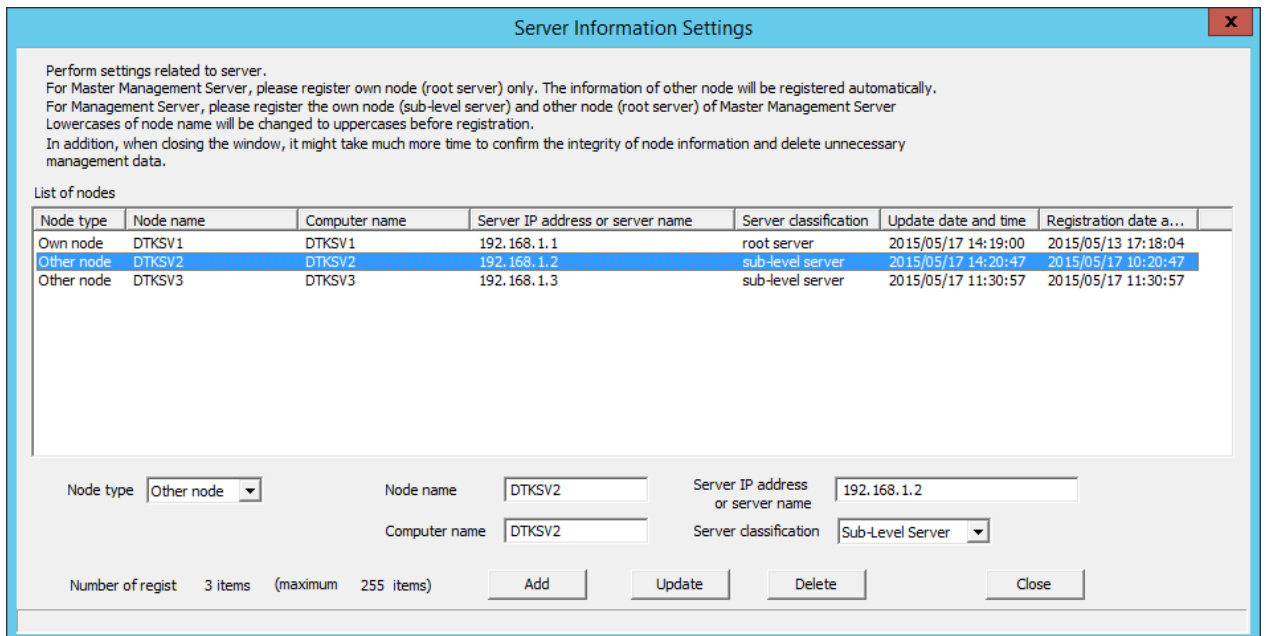 Server Information Settings
x
Perform settings related to server.
For Master Management Server, please register own node (root server) only. The information of other node will be registered automatically.
For Management Server, please register the own node (sub-level server) and other node (root server) of Master Management Server
Lowercases of node name will be changed to uppercases before registration.
In addition, when closing the window, it might take much more time to confirm the integrity of node information and delete unnecessary
management data.
List of nodes
Node type Node name Computer name Server IP address or server name Server classification Update date and time Registration date a...
Own node DTKSV1 DTKSV1 192.168.1.1 root server 2015/05/17 14:19:00 2015/05/13 17:18:04
Other node DTKSV2 DTKSV2 192.168.1.2 sub-level server 2015/05/17 14:20:47 2015/05/17 10:20:47
Other node DTKSV3 DTKSV3 192.168.1.3 sub-level server 2015/05/17 11:30:57 2015/05/17 11:30:57
Node type Other node Node name DTKSV2 Server IP address 192.168.1.2
or server name
Computer name DTKSV2 Server classification Sub-Level Server
Number of regist 3 items (maximum 255 items) Add Update Delete Close